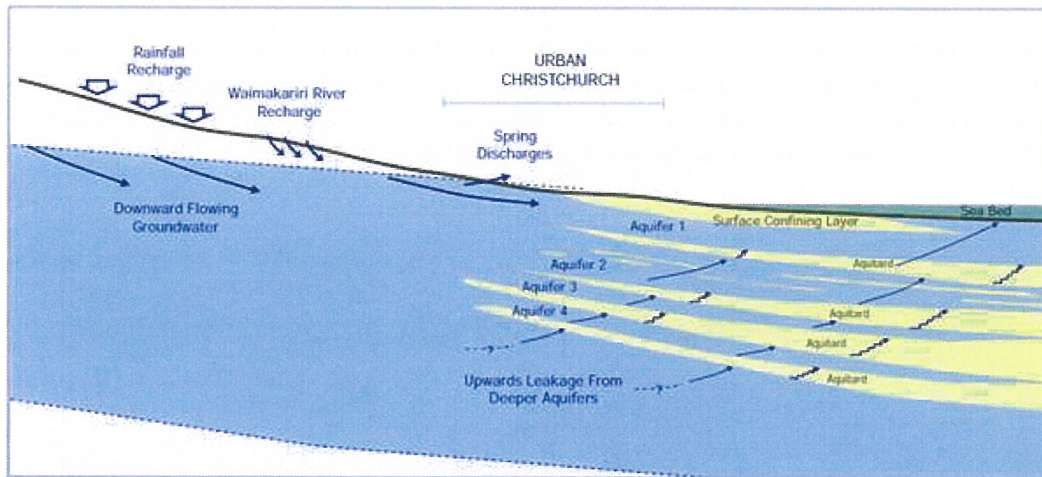 Rainfall
Recharge
Waimakariri River
Recharge
URBAN
CHRISTCHURCH
Spring
Discharges
Downward Flowing
Groundwater
Sea Bed
Surface Confining Layer
Aquifer 1
Aquitard
Aquifer 2
Aquifer 3
Aquifer 4
Aquitard
Aquitard
Aquitard
Upwards Leakage From
Deeper Aquifers